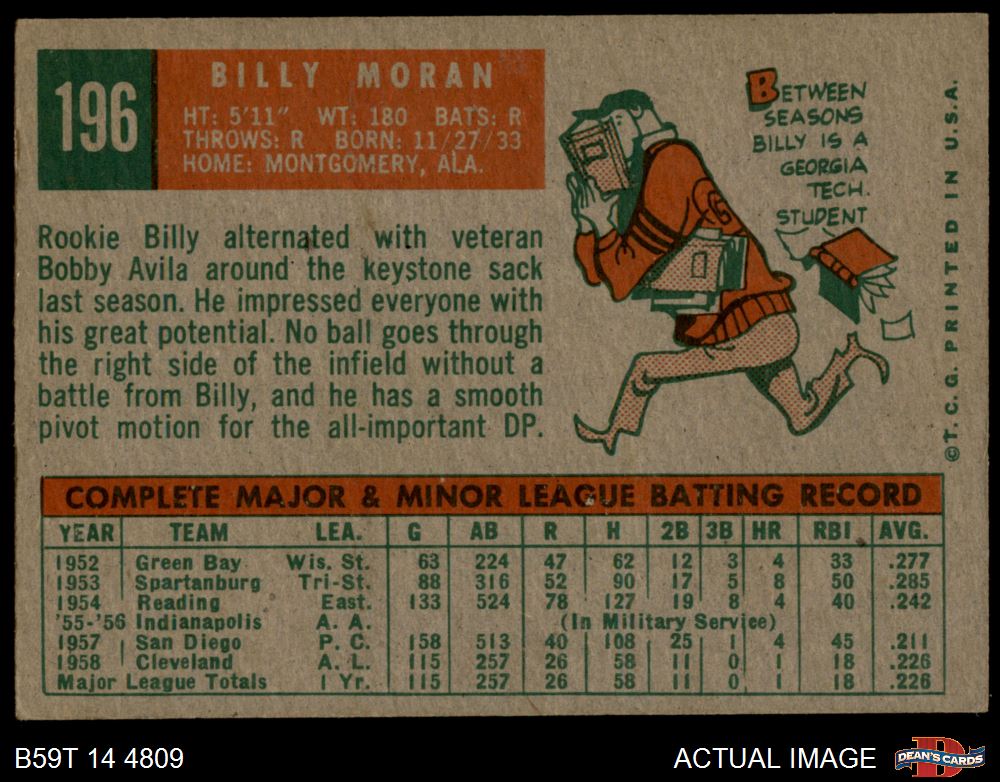 196
BILLY MORAN
HT: 5'11" WT: 180 BATS: R
THROWS: R BORN: 11/27/33
HOME: MONTGOMERY, ALA.
Rookie Billy alternated with veteran
Bobby Avila around the keystone sack
last season. He impressed everyone with
his great potential. No ball goes through
the right side of the infield without a
battle from Billy, and he has a smooth
pivot motion for the all-important DP.
BETWEEN
SEASONS
BILLY IS A
GEORGIA
TECH.
STUDENT
G
©T. C. G. PRINTED IN U.S.A.
COMPLETE MAJOR & MINOR LEAGUE BATTING RECORD
YEAR TEAM LEA. G AB R H 2B 3B HR RBI AVG.
1952 Green Bay Wis. St. 63 224 47 62 12 3 4 33 .277
1953 Spartanburg Tri-St. 88 316 52 90 17 5 8 50 .285
1954 Reading East. 133 524 78 127 19 8 4 40 .242
'55-'56 Indianapolis A. A. (In Military Service)
1957 San Diego P. C. 158 513 40 108 25 1 4 45 .211
1958 Cleveland A. L. 115 257 26 58 11 0 1 18 .226
Major League Totals 1 Yr. 115 257 26 58 11 0 1 18 .226
B59T 14 4809
ACTUAL IMAGE
D
DEAN'S CARDS